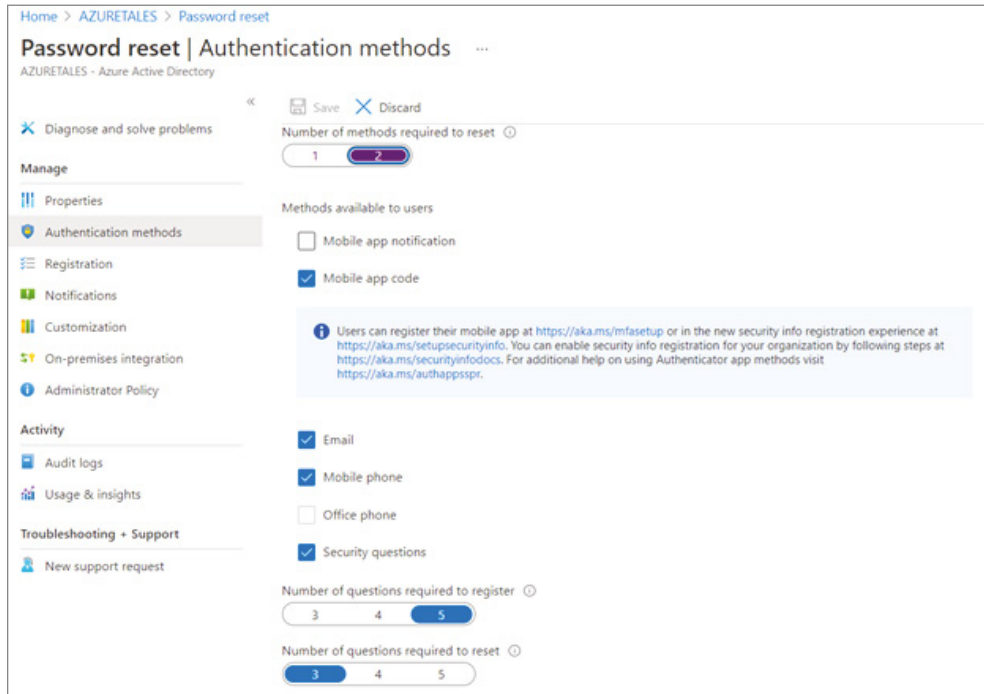 Home > AZURETALES > Password reset
Password reset | Authentication methods ...
AZURETALES - Azure Active Directory
«
Save Discard
Diagnose and solve problems
Manage
Properties
Authentication methods
Registration
Notifications
Customization
On-premises integration
Administrator Policy
Activity
Audit logs
Usage & insights
Troubleshooting + Support
New support request
Number of methods required to reset
1 2
Methods available to users
Mobile app notification
Mobile app code
Users can register their mobile app at https://aka.ms/mfasetup or in the new security info registration experience at
https://aka.ms/setupsecurityinfo. You can enable security info registration for your organization by following steps at
https://aka.ms/securityinfodocs. For additional help on using Authenticator app methods visit
https://aka.ms/authappsspr.
Email
Mobile phone
Office phone
Security questions
Number of questions required to register
3 4 5
Number of questions required to reset
3 4 5